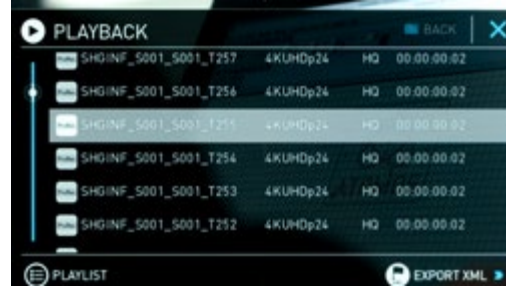 PLAYBACK BACK
SHGINF_S001_S001_T257 4KUHDp24 HQ 00:00:00:02
SHGINF_S001_S001_T256 4KUHDp24 HQ 00:00:00:02
SHGINF_S001_S001_T255 4KUHDp24 HQ 00:00:00:02
SHGINF_S001_S001_T254 4KUHDp24 HQ 00:00:00:02
SHGINF_S001_S001_T253 4KUHDp24 HQ 00:00:00:02
SHGINF_S001_S001_T252 4KUHDp24 HQ 00:00:00:02
PLAYLIST EXPORT XML